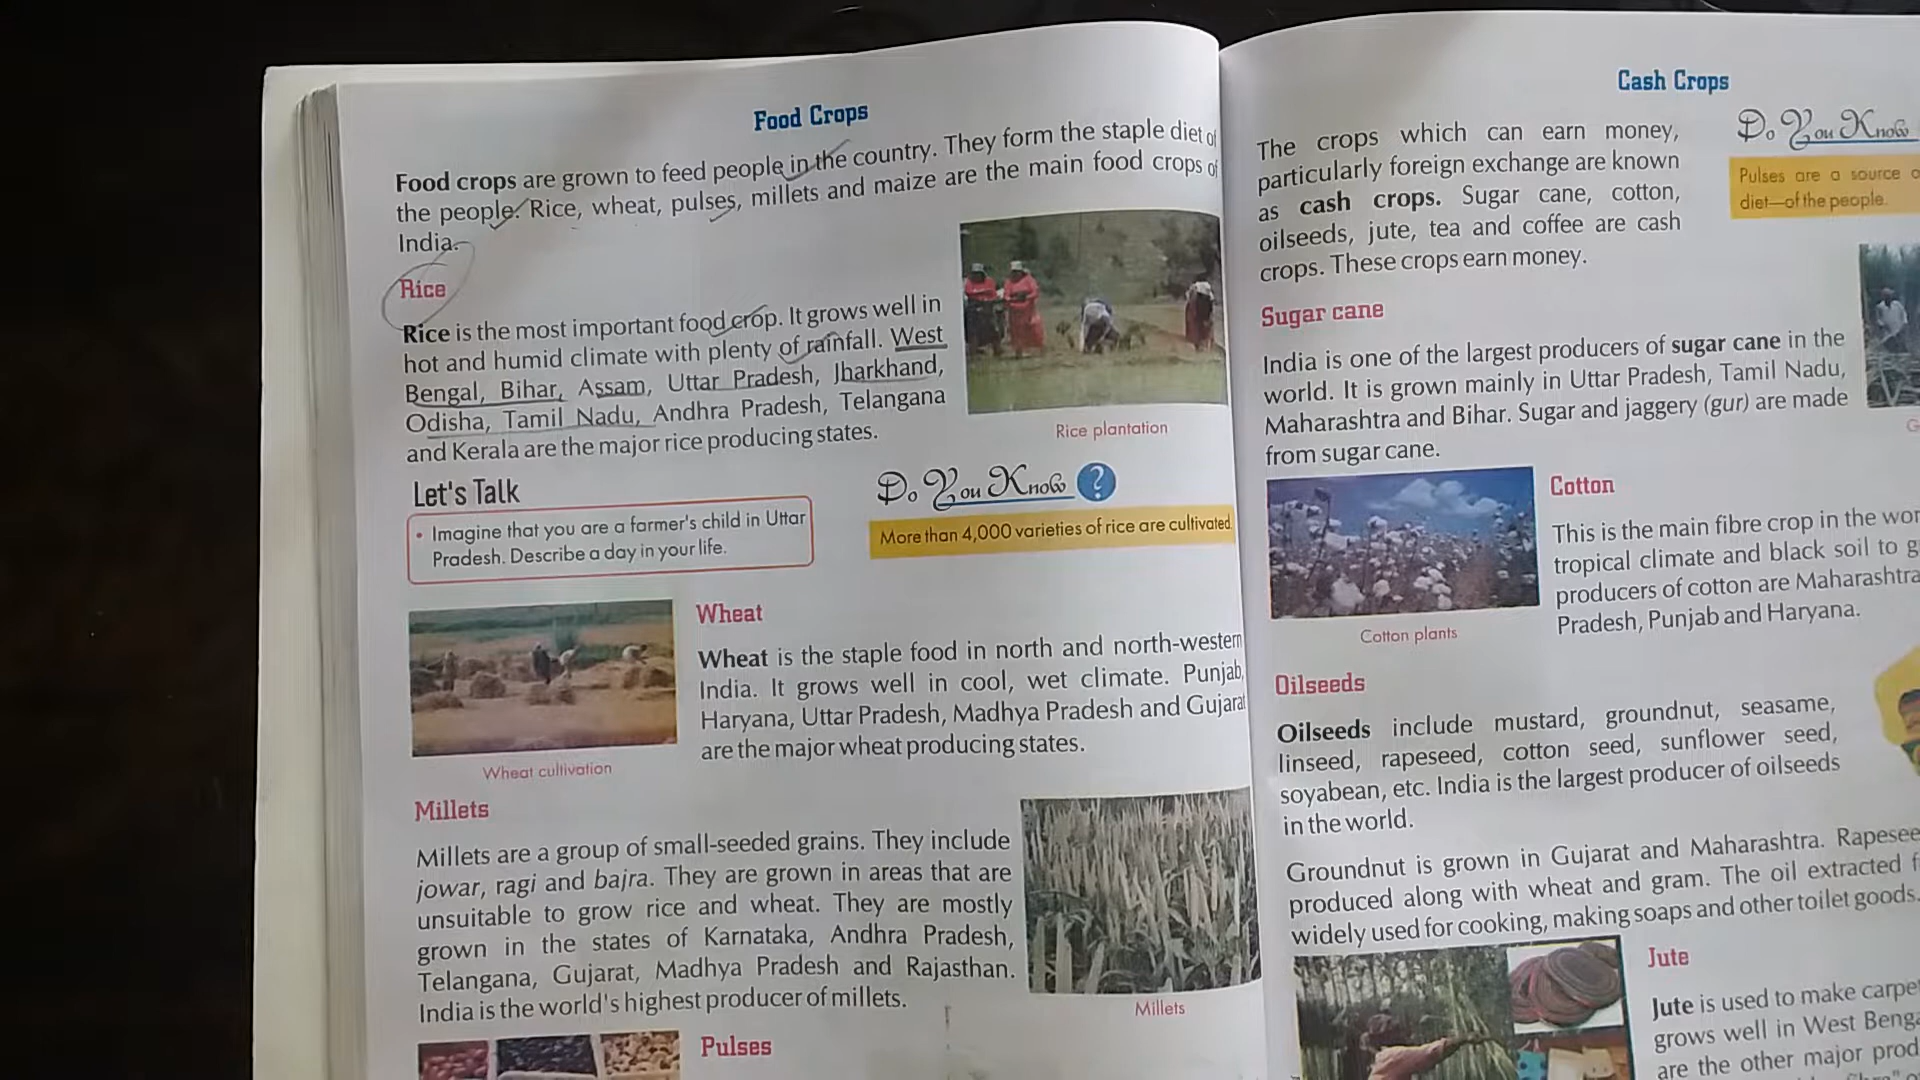 Food Crops
Food crops are grown to feed people in the country. They form the staple diet of
the people. Rice, wheat, pulses, millets and maize are the main food crops of
India.
Rice
Rice is the most important food crop. It grows well in
hot and humid climate with plenty of rainfall. West
Bengal, Bihar, Assam, Uttar Pradesh, Jharkhand,
Odisha, Tamil Nadu, Andhra Pradesh, Telangana
and Kerala are the major rice producing states.
Rice plantation
Let's Talk
• Imagine that you are a farmer's child in Uttar
Pradesh. Describe a day in your life.
Do You Know ?
More than 4,000 varieties of rice are cultivated.
Wheat
Wheat is the staple food in north and north-western
India. It grows well in cool, wet climate. Punjab,
Haryana, Uttar Pradesh, Madhya Pradesh and Gujarat
are the major wheat producing states.
Wheat cultivation
Millets
Millets are a group of small-seeded grains. They include
jowar, ragi and bajra. They are grown in areas that are
unsuitable to grow rice and wheat. They are mostly
grown in the states of Karnataka, Andhra Pradesh,
Telangana, Gujarat, Madhya Pradesh and Rajasthan.
India is the world's highest producer of millets.
Millets
Pulses
Cash Crops
The crops which can earn money,
particularly foreign exchange are known
as cash crops. Sugar cane, cotton,
oilseeds, jute, tea and coffee are cash
crops. These crops earn money.
Do You Know
Pulses are a source
diet—of the people.
Sugar cane
India is one of the largest producers of sugar cane in the
world. It is grown mainly in Uttar Pradesh, Tamil Nadu,
Maharashtra and Bihar. Sugar and jaggery (gur) are made
from sugar cane.
Cotton
This is the main fibre crop in the
tropical climate and black soil to
producers of cotton are Maharashtra
Pradesh, Punjab and Haryana.
Cotton plants
Oilseeds
Oilseeds include mustard, groundnut, seasame,
linseed, rapeseed, cotton seed, sunflower seed,
soyabean, etc. India is the largest producer of oilseeds
in the world.
Groundnut is grown in Gujarat and Maharashtra.
produced along with wheat and gram. The oil extracted
widely used for cooking, making soaps and other toilet goods.
Jute
Jute is used to make
grows well in West
are the other major